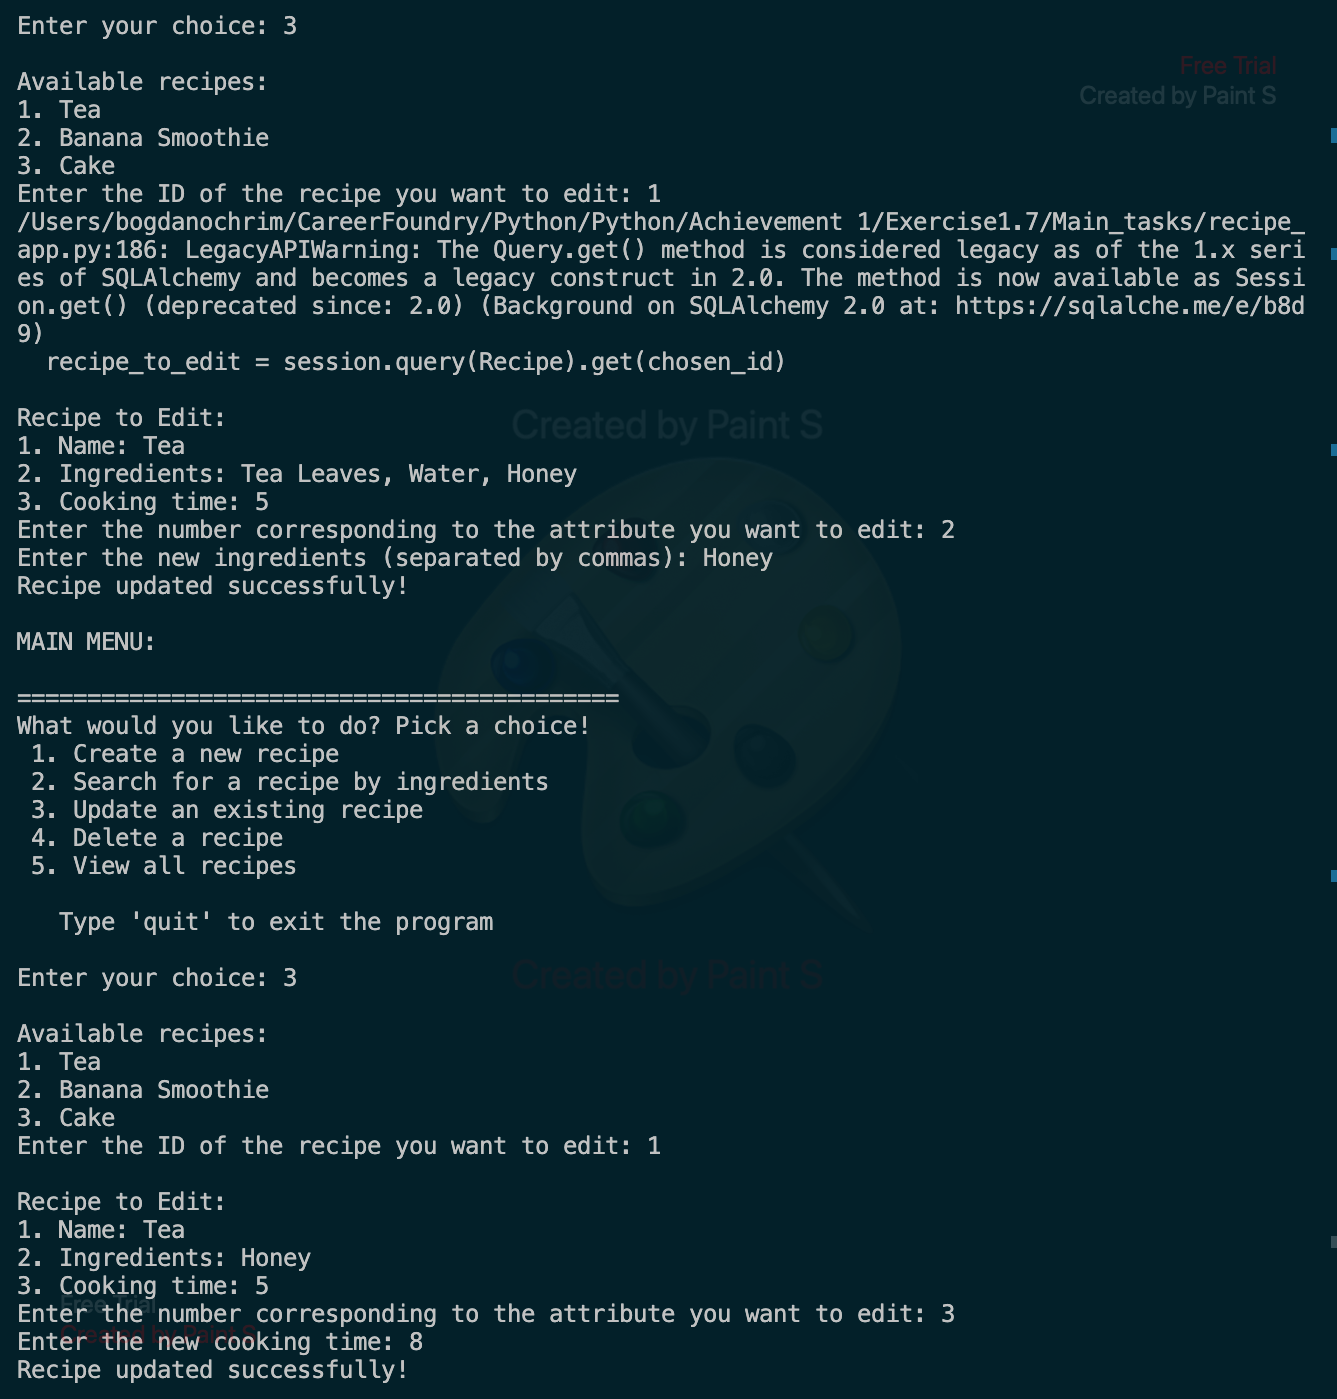 Enter your choice: 3
Free Trial
Created by Paint S
Available recipes:
1. Tea
2. Banana Smoothie
3. Cake
Enter the ID of the recipe you want to edit: 1
/Users/bogdanochrim/CareerFoundry/Python/Python/Achievement 1/Exercise1.7/Main_tasks/recipe_
app.py:186: LegacyAPIWarning: The Query.get() method is considered legacy as of the 1.x seri
es of SQLAlchemy and becomes a legacy construct in 2.0. The method is now available as Sessi
on.get() (deprecated since: 2.0) (Background on SQLAlchemy 2.0 at: https://sqlalche.me/e/b8d
9)
  recipe_to_edit = session.query(Recipe).get(chosen_id)
Recipe to Edit:
Created by Paint S
1. Name: Tea
2. Ingredients: Tea Leaves, Water, Honey
3. Cooking time: 5
Enter the number corresponding to the attribute you want to edit: 2
Enter the new ingredients (separated by commas): Honey
Recipe updated successfully!
MAIN MENU:
===========================================
What would you like to do? Pick a choice!
 1. Create a new recipe
 2. Search for a recipe by ingredients
 3. Update an existing recipe
 4. Delete a recipe
 5. View all recipes
   Type 'quit' to exit the program
Enter your choice: 3
Created by Paint S
Available recipes:
1. Tea
2. Banana Smoothie
3. Cake
Enter the ID of the recipe you want to edit: 1
Recipe to Edit:
1. Name: Tea
2. Ingredients: Honey
3. Cooking time: 5
Free Trial
Enter the number corresponding to the attribute you want to edit: 3
Created by Paint S
Enter the new cooking time: 8
Recipe updated successfully!